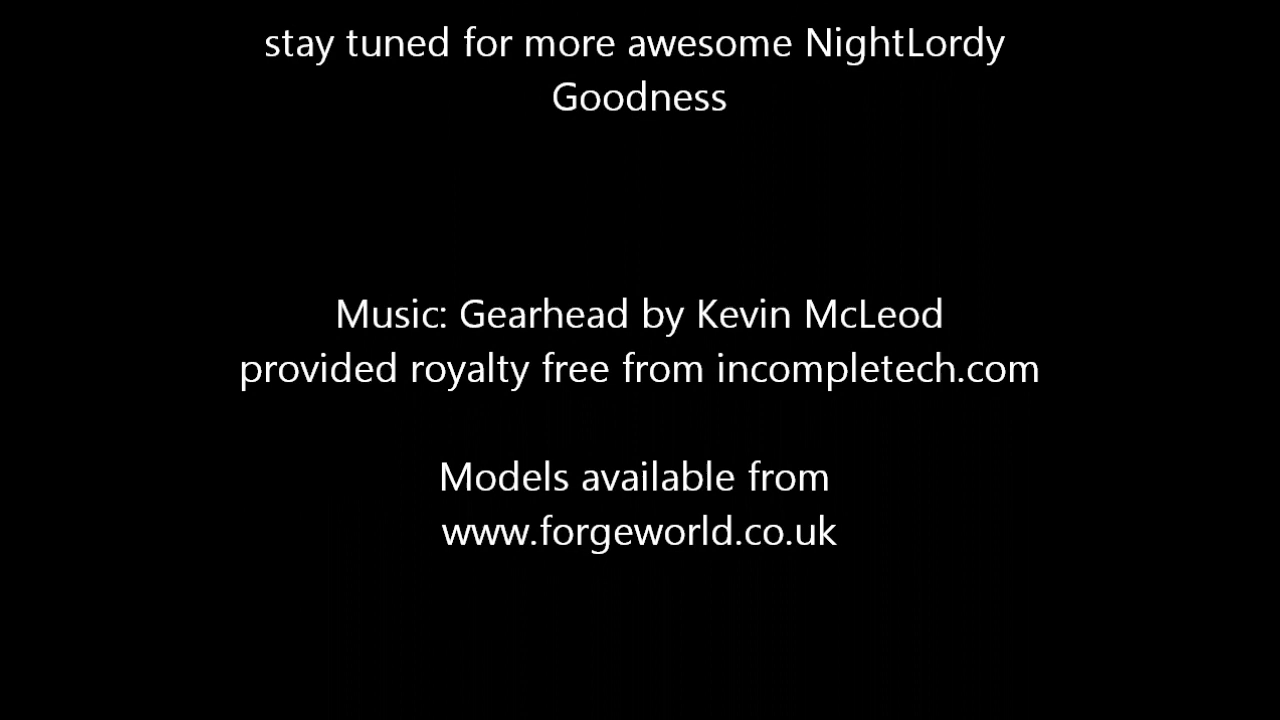 stay tuned for more awesome NightLordy
Goodness
Music: Gearhead by Kevin McLeod
provided royalty free from incompletech.com
Models available from
www.forgeworld.co.uk